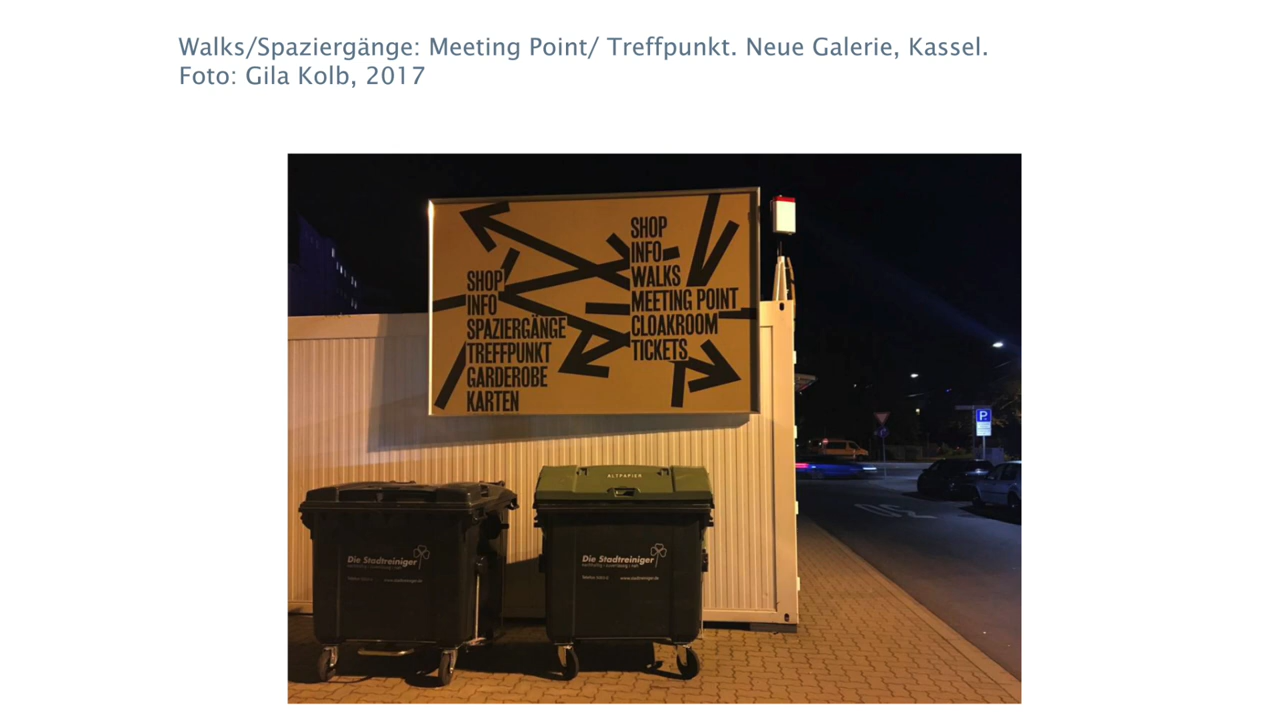 Walks/Spaziergänge: Meeting Point/ Treffpunkt. Neue Galerie, Kassel.
Foto: Gila Kolb, 2017
SHOP
INFO
SPAZIERGÄNGE
TREFFPUNKT
GARDEROBE
KARTEN
SHOP
INFO
WALKS
MEETING POINT
CLOAKROOM
TICKETS
P
ALTPAPIER
Die Stadtreiniger
Die Stadtreiniger